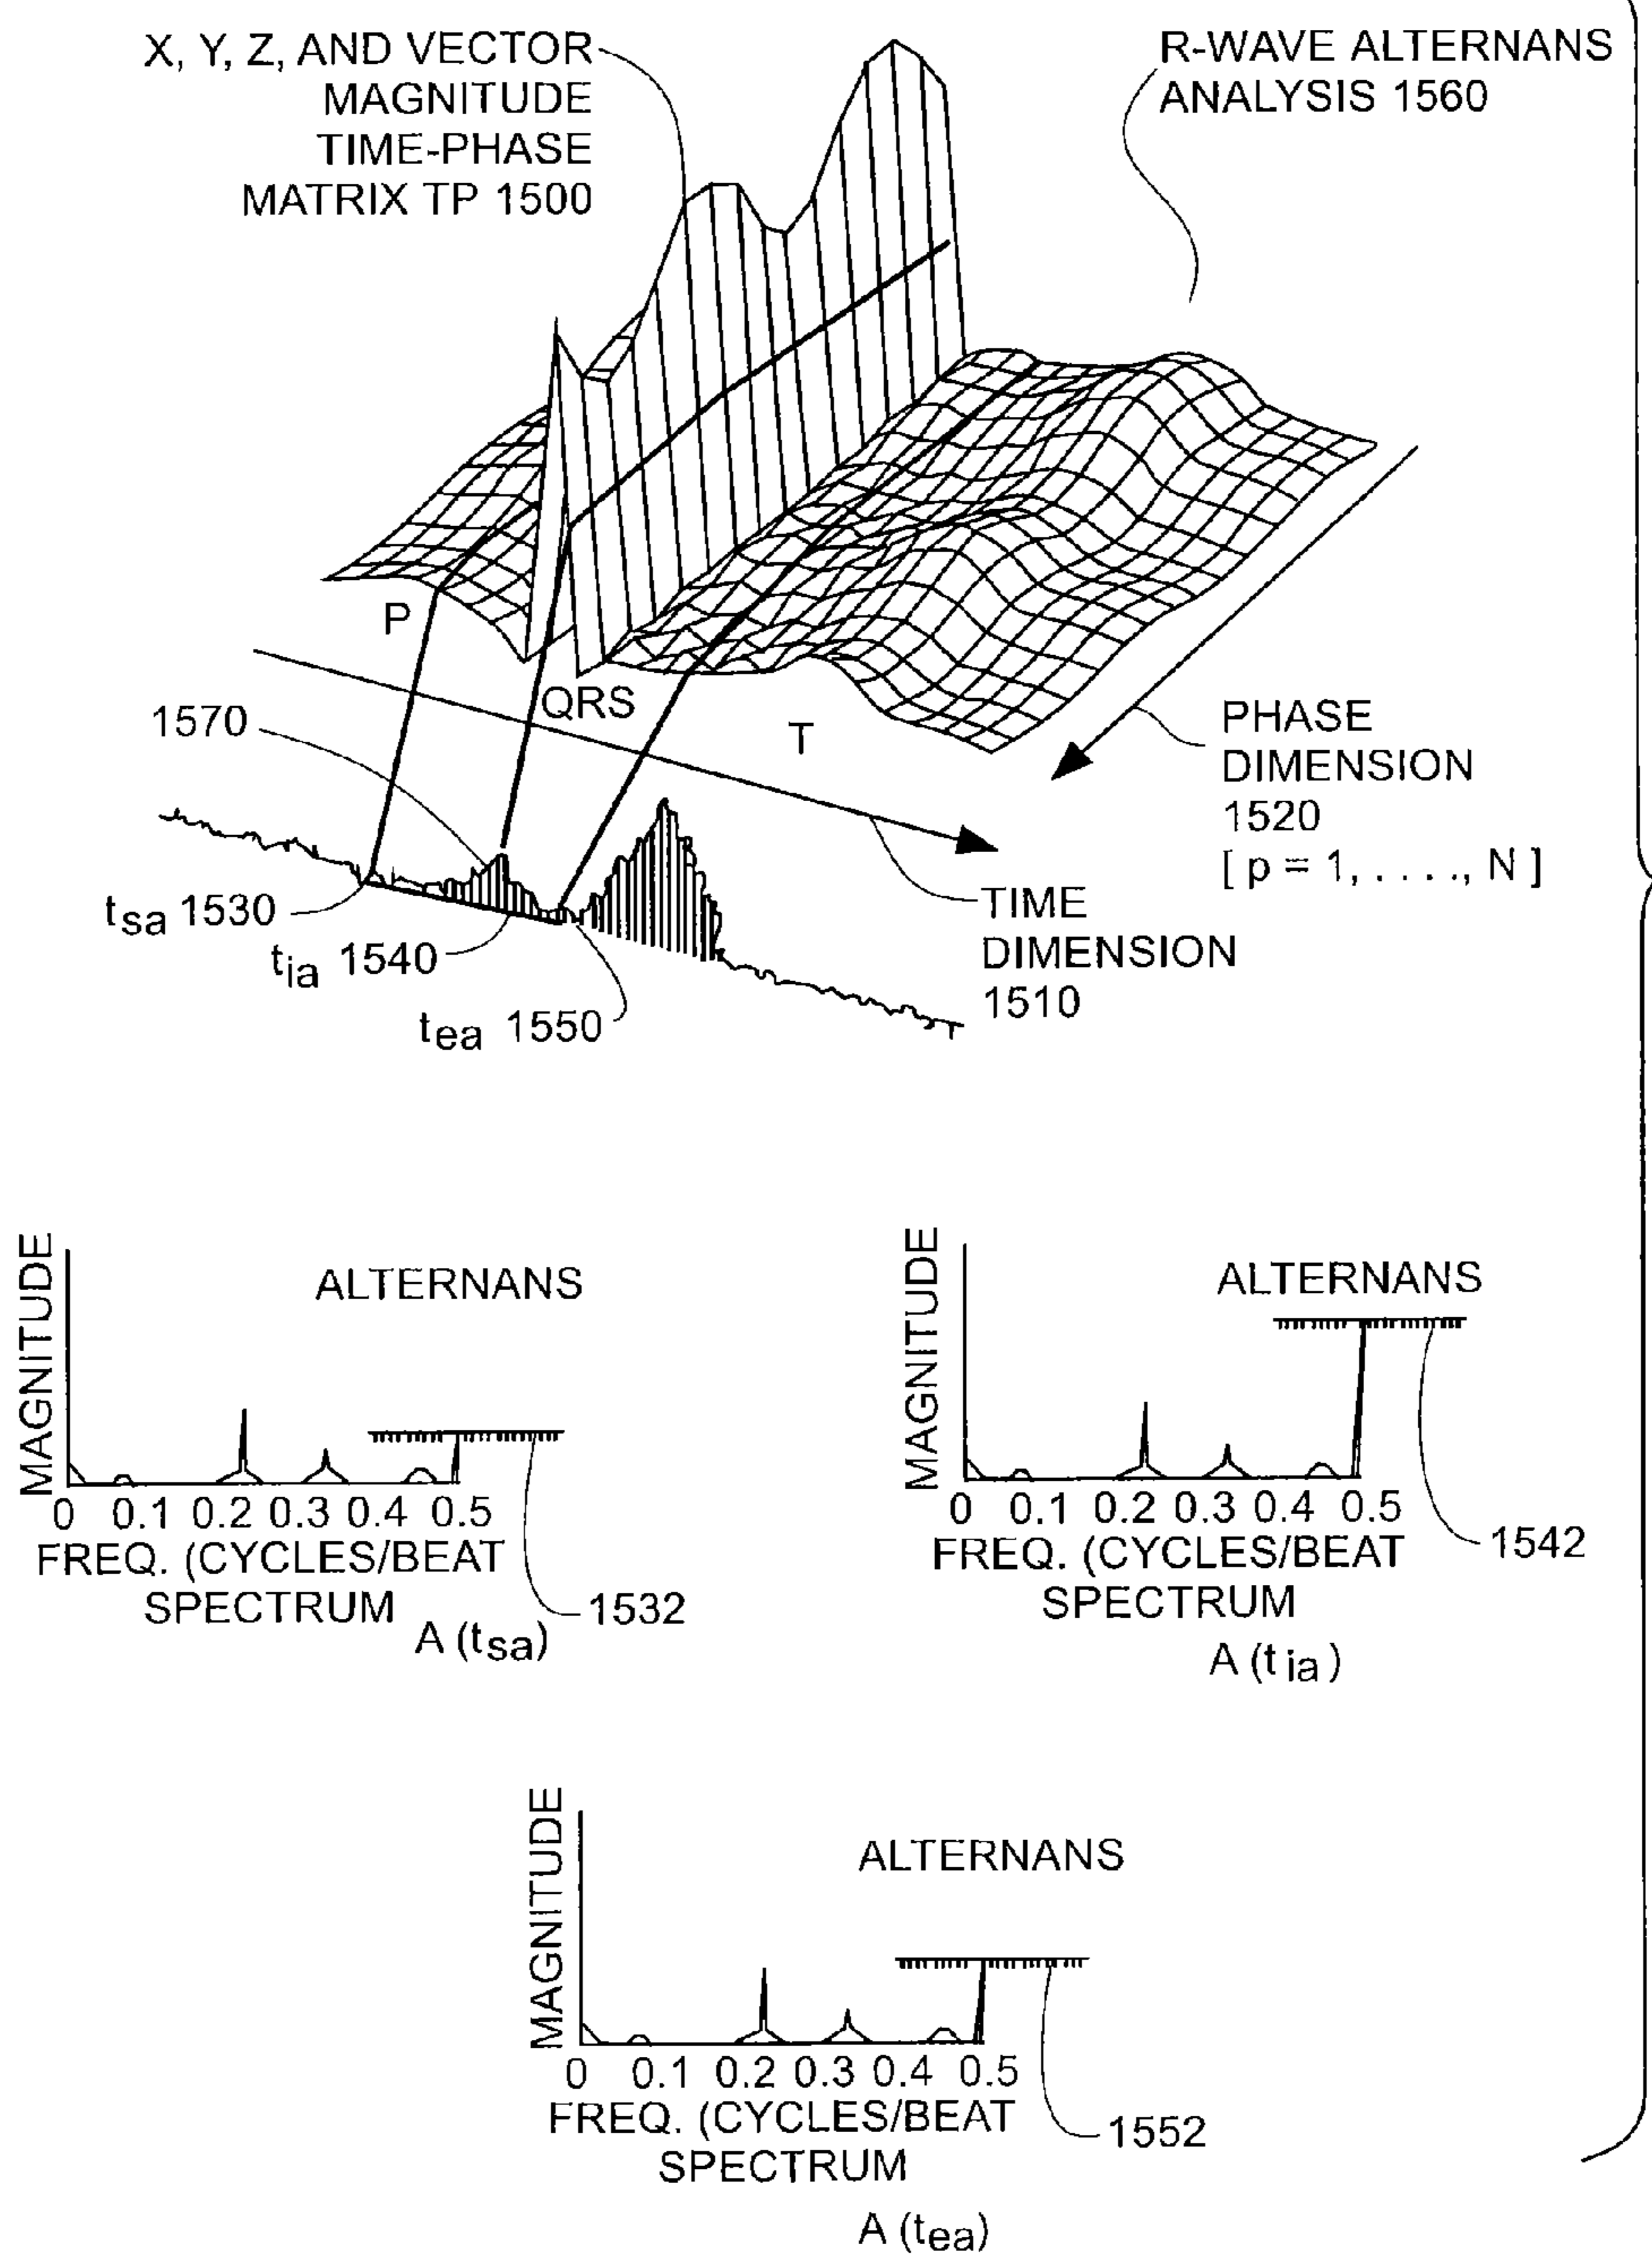 X, Y, Z, AND VECTOR
MAGNITUDE
TIME-PHASE
MATRIX TP 1500
R-WAVE ALTERNANS
ANALYSIS 1560
P
QRS
T
1570
PHASE
DIMENSION
1520
[ p = 1, . . . ., N ]
tsa 1530
tia 1540
tea 1550
TIME
DIMENSION
1510
MAGNITUDE
ALTERNANS
0 0.1 0.2 0.3 0.4 0.5
FREQ. (CYCLES/BEAT
SPECTRUM
1532
A (tsa)
MAGNITUDE
ALTERNANS
0 0.1 0.2 0.3 0.4 0.5
FREQ. (CYCLES/BEAT
SPECTRUM
1542
A (tia)
MAGNITUDE
ALTERNANS
0 0.1 0.2 0.3 0.4 0.5
FREQ. (CYCLES/BEAT
SPECTRUM
1552
A (tea)